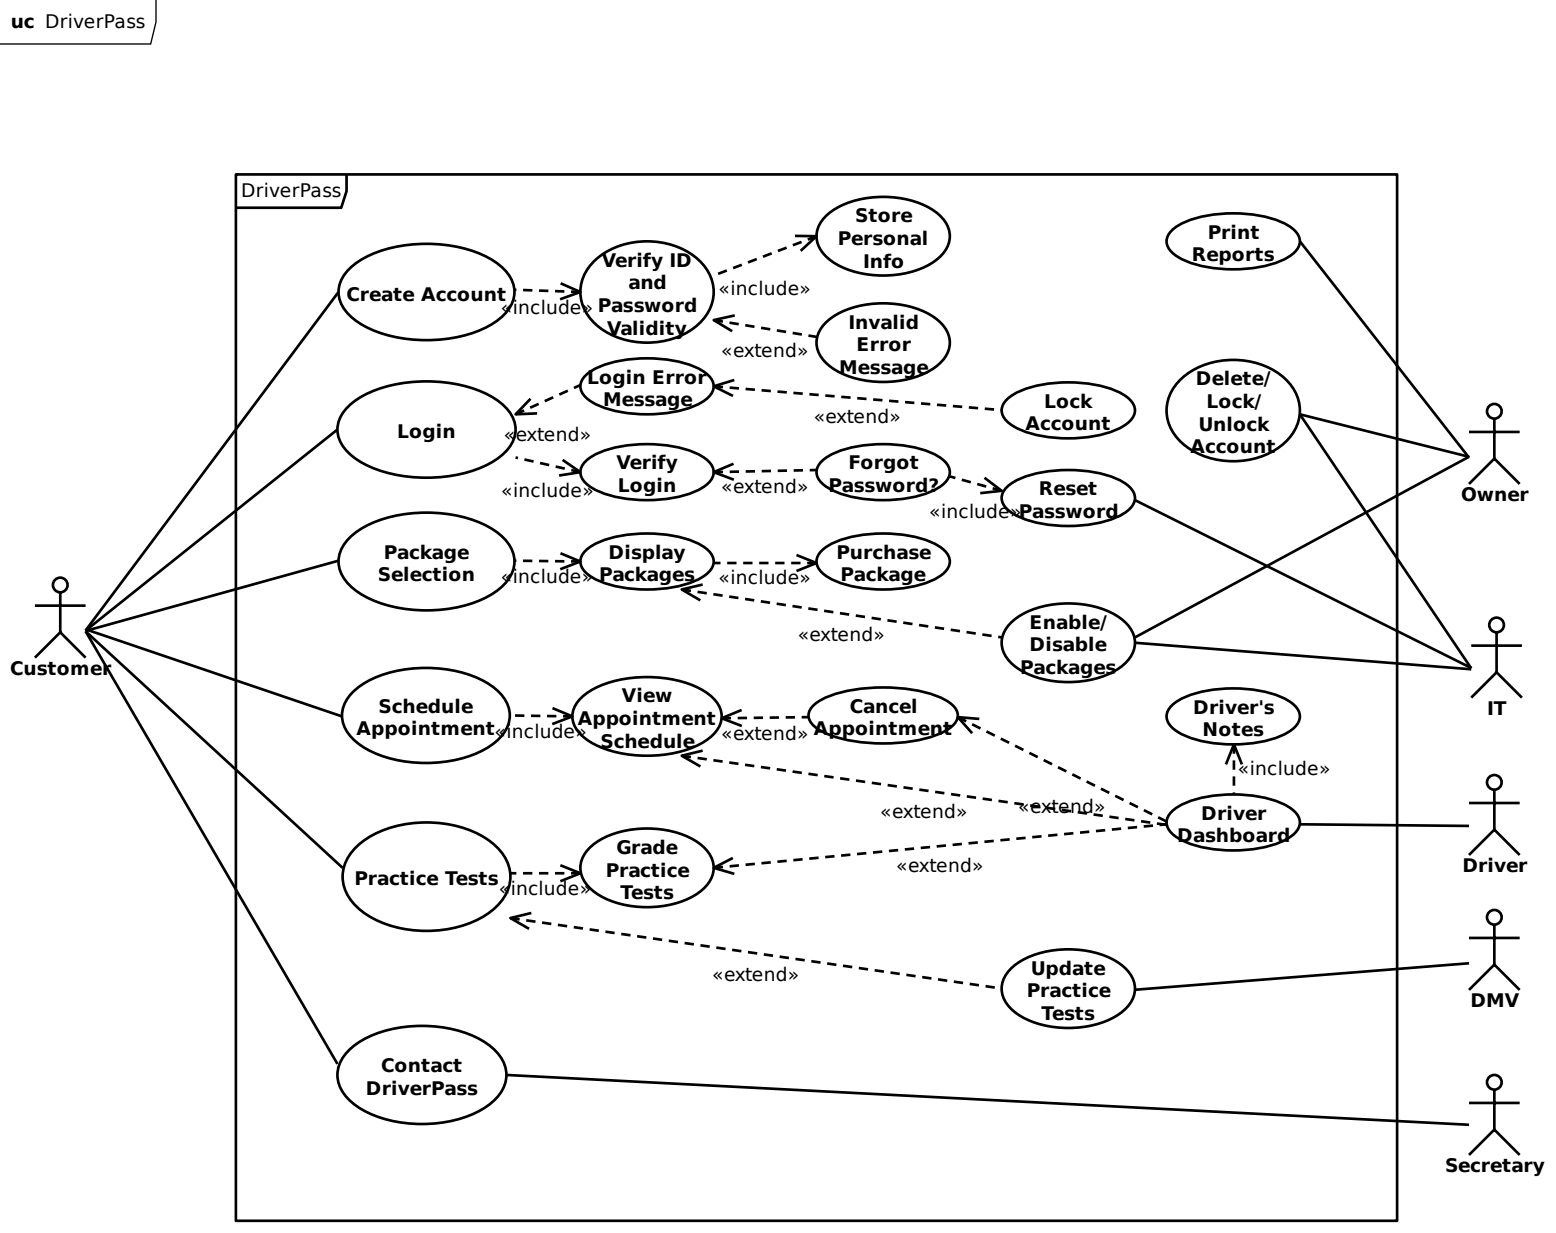 uc DriverPass
DriverPass
Store
Personal
Info
Print
Reports
Create Account
«include»
Verify ID
and
Password
Validity
«include»
Invalid
Error
Message
«extend»
Login Error
Message
«extend»
Lock
Account
Delete/
Lock/
Unlock
Account
Login
«extend»
«include»
Verify
Login
«extend»
Forgot
Password?
«include»
Reset
Password
Owner
Package
Selection
«include»
Display
Packages
«include»
Purchase
Package
«extend»
Enable/
Disable
Packages
Customer
IT
Schedule
Appointment
«include»
View
Appointment
Schedule
«extend»
Cancel
Appointment
Driver's
Notes
«include»
«extend»
«extend»
Driver
Dashboard
Driver
Practice Tests
«include»
Grade
Practice
Tests
«extend»
«extend»
Update
Practice
Tests
DMV
Contact
DriverPass
Secretary